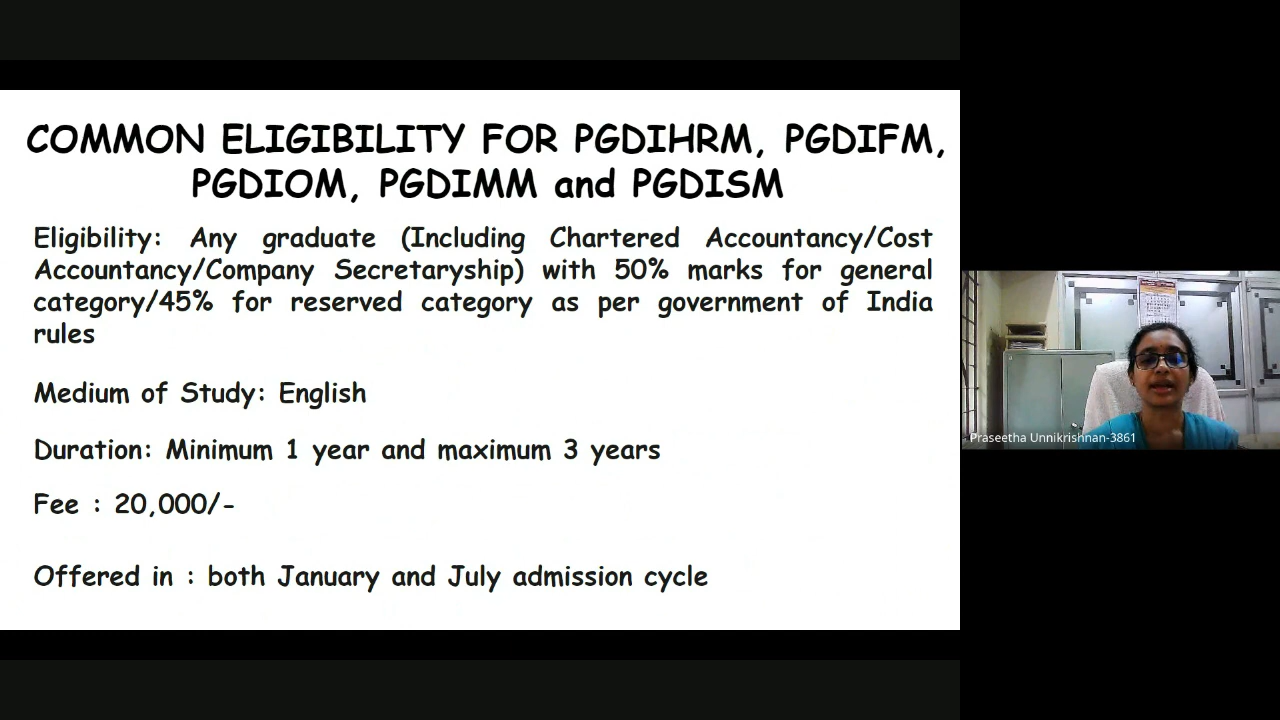 COMMON ELIGIBILITY FOR PGDIHRM, PGDIFM,
PGDIOM, PGDIMM and PGDISM
Eligibility: Any graduate (Including Chartered Accountancy/Cost
Accountancy/Company Secretaryship) with 50% marks for general
category/45% for reserved category as per government of India
rules
Medium of Study: English
Duration: Minimum 1 year and maximum 3 years
Fee : 20,000/-
Offered in : both January and July admission cycle
Praseetha Unnikrishnan-3861